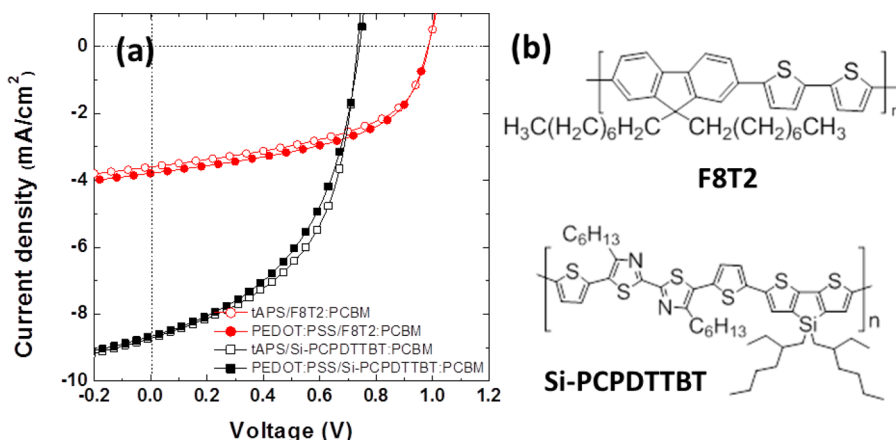 (a)
Current density (mA/cm²)
0
-2
-4
-6
-8
-10
tAPS/F8T2:PCBM
PEDOT:PSS/F8T2:PCBM
tAPS/Si-PCPDTTBT:PCBM
PEDOT:PSS/Si-PCPDTTBT:PCBM
-0.2 0.0 0.2 0.4 0.6 0.8 1.0 1.2
Voltage (V)
(b)
S
S
n
H3C(H2C)6H2C CH2(CH2)6CH3
F8T2
C6H13
S N S S S S
S N
C6H13
Si
n
Si-PCPDTTBT